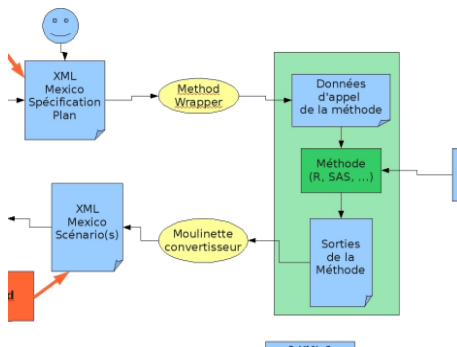 XML
Mexico
Spécification
Plan
Method
Wrapper
Données
d'appel
de la méthode
Méthode
(R, SAS, ...)
XML
Mexico
Scénario(s)
Moulinette
convertisseur
Sorties
de la
Méthode
d